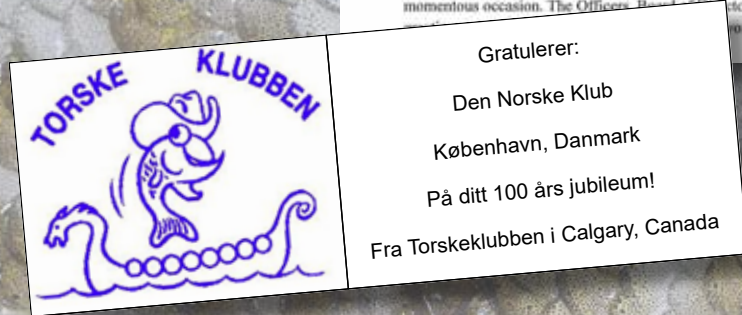 momentous occasion. The Officers, Board
TORSKE KLUBBEN
Gratulerer:
Den Norske Klub
København, Danmark
På ditt 100 års jubileum!
Fra Torskeklubben i Calgary, Canada